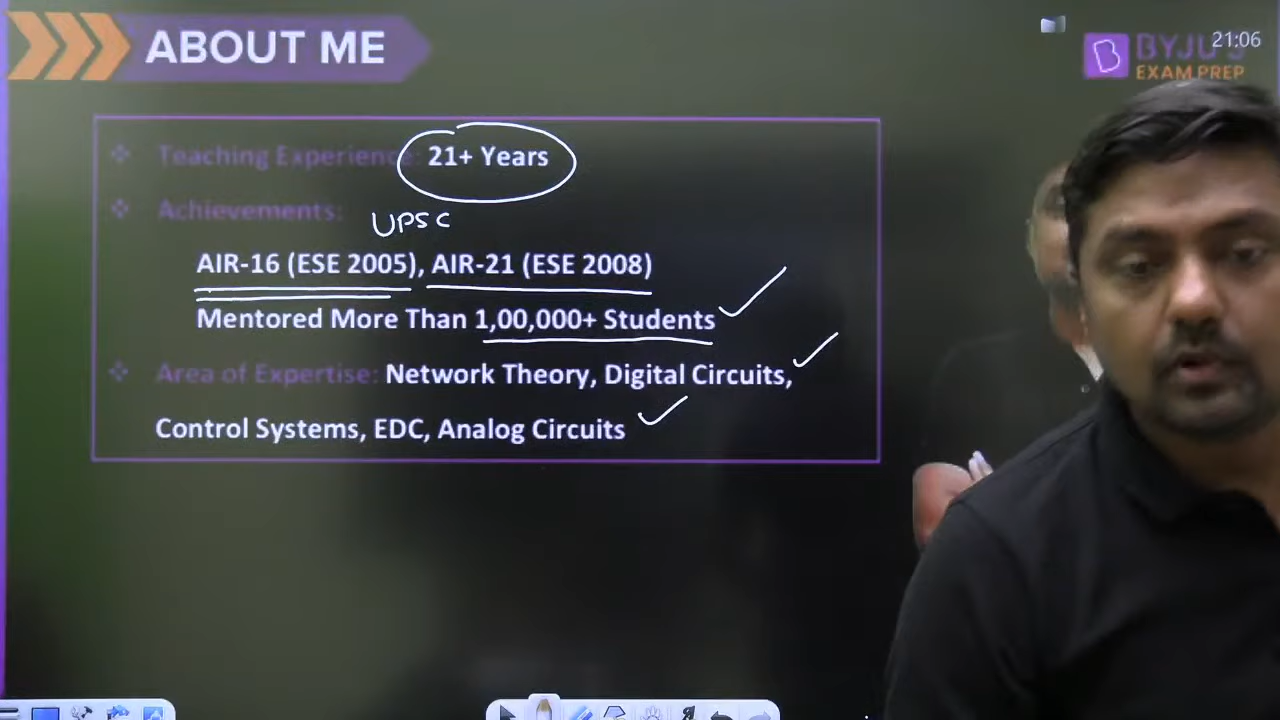 ABOUT ME
21:06
BYJU'S
EXAM PREP
❖ Teaching Experience: 21+ Years
❖ Achievements:
UPSC
AIR-16 (ESE 2005), AIR-21 (ESE 2008)
Mentored More Than 1,00,000+ Students
❖ Area of Expertise: Network Theory, Digital Circuits,
Control Systems, EDC, Analog Circuits